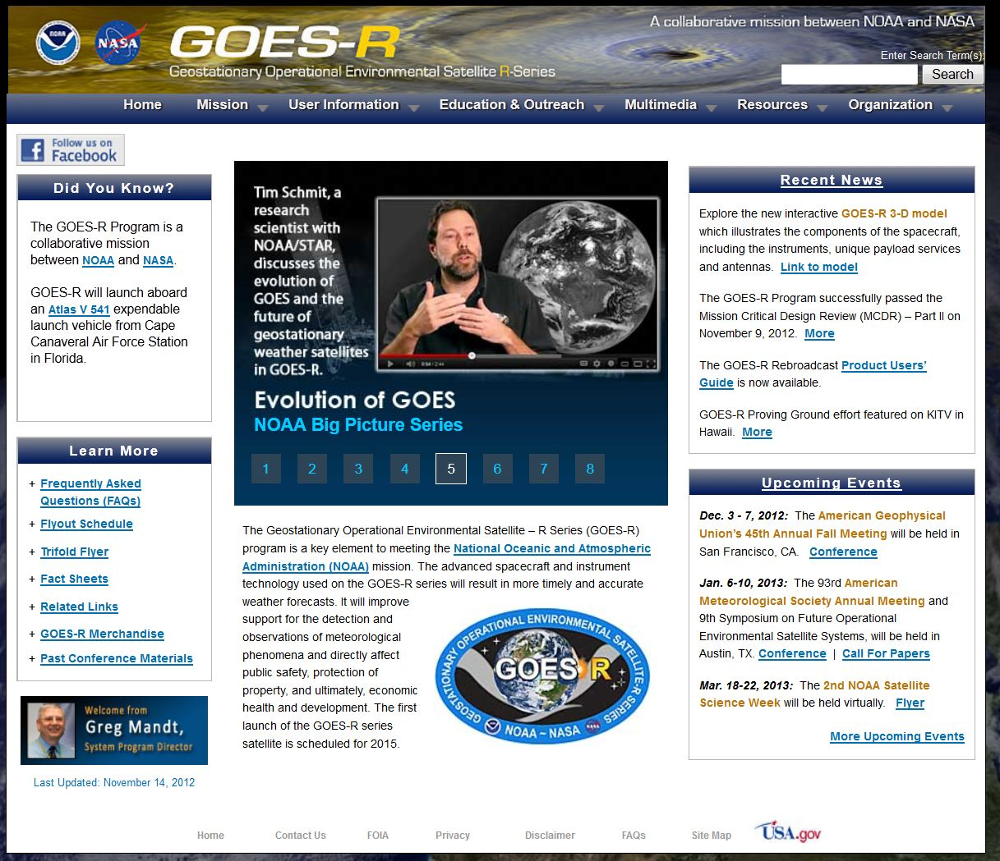 A collaborative mission between NOAA and NASA
NOAA
NASA
GOES-R
Geostationary Operational Environmental Satellite R-Series
Enter Search Term(s):
Search
Home Mission User Information Education & Outreach Multimedia Resources Organization
Follow us on
Facebook
Did You Know?
The GOES-R Program is a
collaborative mission
between NOAA and NASA.
GOES-R will launch aboard
an Atlas V 541 expendable
launch vehicle from Cape
Canaveral Air Force Station
in Florida.
Learn More
+ Frequently Asked
Questions (FAQs)
+ Flyout Schedule
+ Trifold Flyer
+ Fact Sheets
+ Related Links
+ GOES-R Merchandise
+ Past Conference Materials
Welcome from
Greg Mandt,
System Program Director
Last Updated: November 14, 2012
Tim Schmit, a
research
scientist with
NOAA/STAR,
discusses the
evolution of
GOES and the
future of
geostationary
weather satellites
in GOES-R.
0:54 / 2:44
Evolution of GOES
NOAA Big Picture Series
1 2 3 4 5 6 7 8
The Geostationary Operational Environmental Satellite – R Series (GOES-R)
program is a key element to meeting the National Oceanic and Atmospheric
Administration (NOAA) mission. The advanced spacecraft and instrument
technology used on the GOES-R series will result in more timely and accurate
weather forecasts. It will improve
support for the detection and
observations of meteorological
phenomena and directly affect
public safety, protection of
property, and ultimately, economic
health and development. The first
launch of the GOES-R series
satellite is scheduled for 2015.
GEOSTATIONARY OPERATIONAL ENVIRONMENTAL SATELLITE-R SERIES
GOES R
NOAA ~ NASA
Recent News
Explore the new interactive GOES-R 3-D model
which illustrates the components of the spacecraft,
including the instruments, unique payload services
and antennas. Link to model
The GOES-R Program successfully passed the
Mission Critical Design Review (MCDR) – Part II on
November 9, 2012. More
The GOES-R Rebroadcast Product Users’
Guide is now available.
GOES-R Proving Ground effort featured on KITV in
Hawaii. More
Upcoming Events
Dec. 3 - 7, 2012: The American Geophysical
Union’s 45th Annual Fall Meeting will be held in
San Francisco, CA. Conference
Jan. 6-10, 2013: The 93rd American
Meteorological Society Annual Meeting and
9th Symposium on Future Operational
Environmental Satellite Systems, will be held in
Austin, TX. Conference | Call For Papers
Mar. 18-22, 2013: The 2nd NOAA Satellite
Science Week will be held virtually. Flyer
More Upcoming Events
Home Contact Us FOIA Privacy Disclaimer FAQs Site Map USA.gov